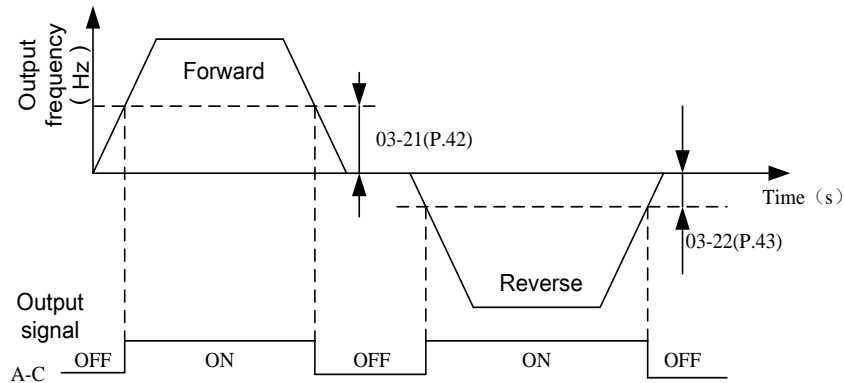 Output
frequency
( Hz )
Forward
03-21(P.42)
Time（s）
03-22(P.43)
Reverse
Output
signal
A-C OFF ON OFF ON OFF